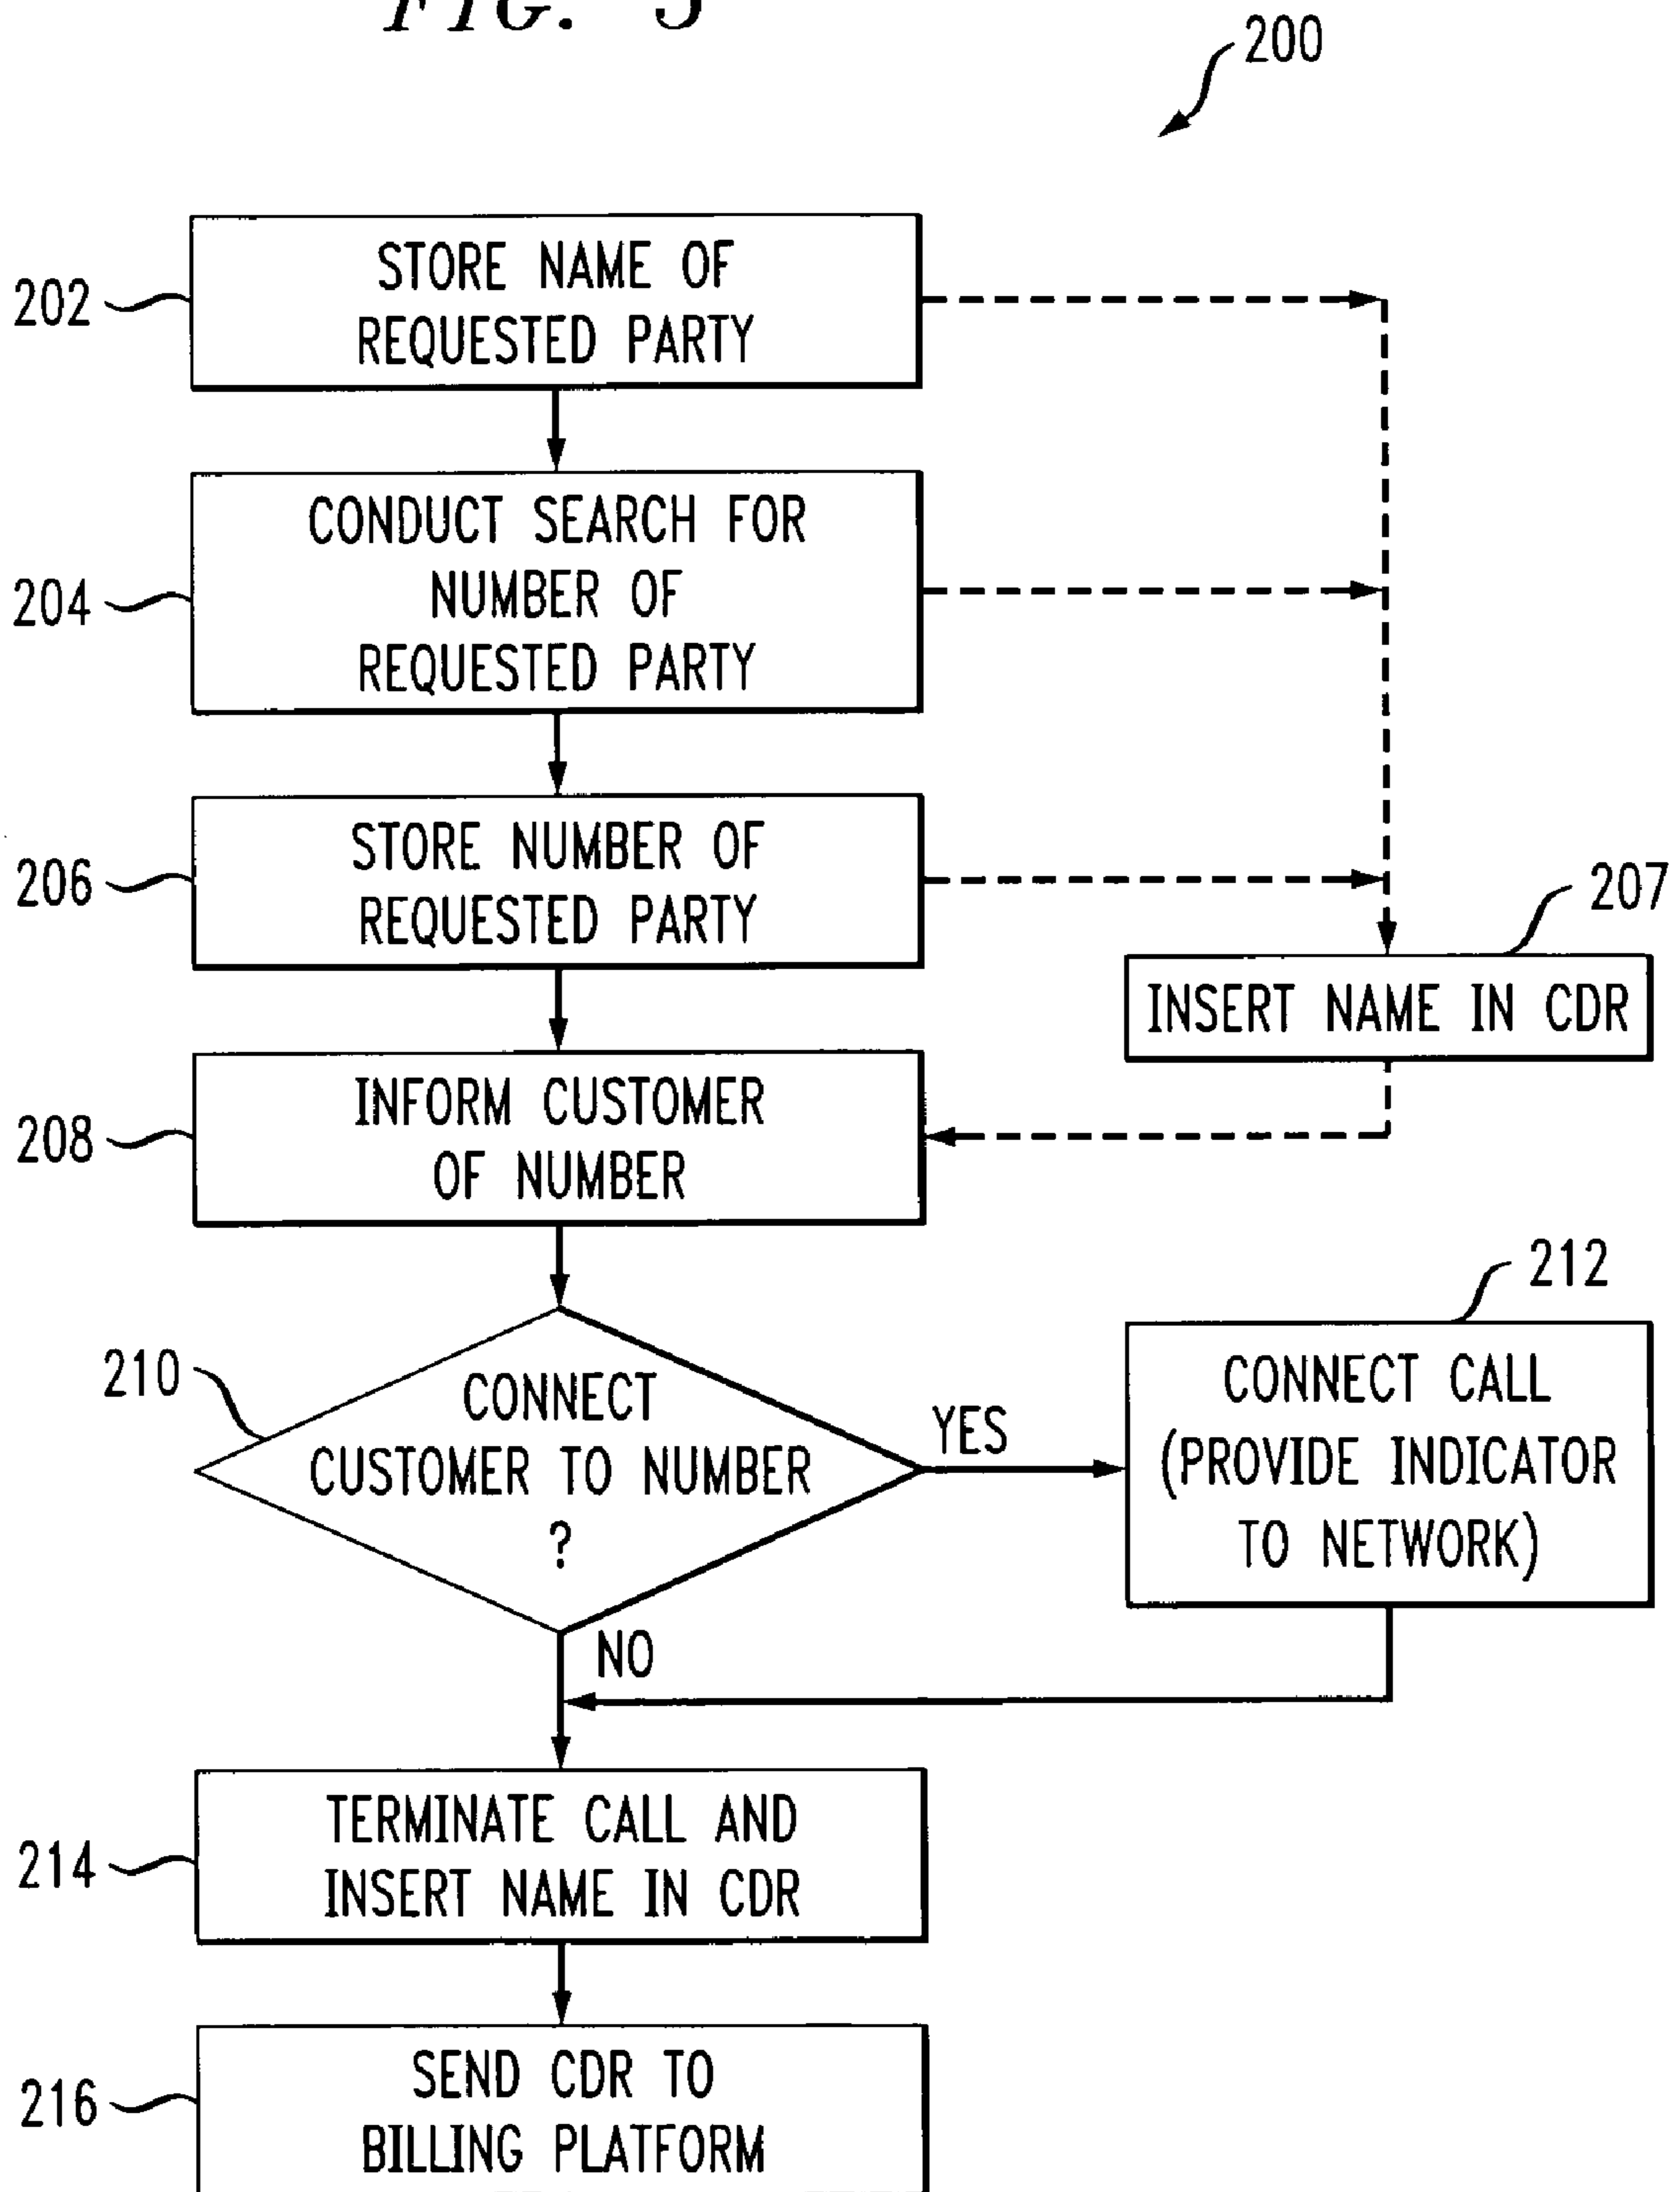 FIG. 3
200
202
STORE NAME OF
REQUESTED PARTY
204
CONDUCT SEARCH FOR
NUMBER OF
REQUESTED PARTY
206
STORE NUMBER OF
REQUESTED PARTY
207
INSERT NAME IN CDR
208
INFORM CUSTOMER
OF NUMBER
210
CONNECT
CUSTOMER TO NUMBER
?
YES
212
CONNECT CALL
(PROVIDE INDICATOR
TO NETWORK)
NO
214
TERMINATE CALL AND
INSERT NAME IN CDR
216
SEND CDR TO
BILLING PLATFORM